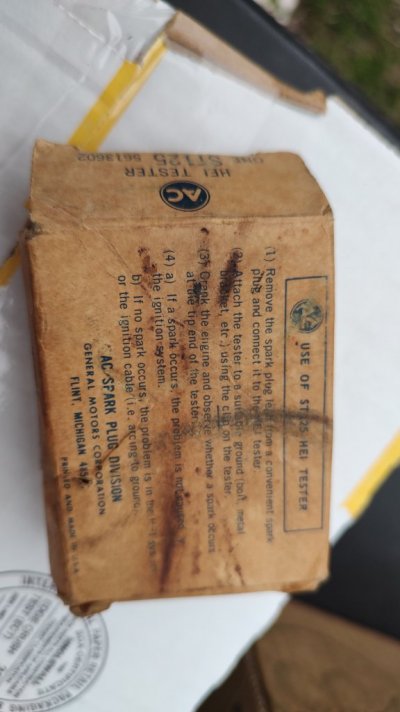 ONE ST125 5613602
HEI TESTER
AC
USE OF ST125 HEI TESTER
(1) Remove the spark plug from a convenient spark
plug and connect it to the tester.
(2) Attach the tester to a ground (bolt, metal
bracket, etc.) using the clip on the tester.
(3) Crank the engine and observe whether a spark occurs
at the tip end of the tester.
(4) a) If a spark occurs, the problem is not
the ignition system.
b) If no spark occurs, the problem is in the
or the ignition cable (i.e. arcing to ground).
AC SPARK PLUG DIVISION
GENERAL MOTORS CORPORATION
FLINT, MICHIGAN
PRINTED AND MADE IN U.S.A.